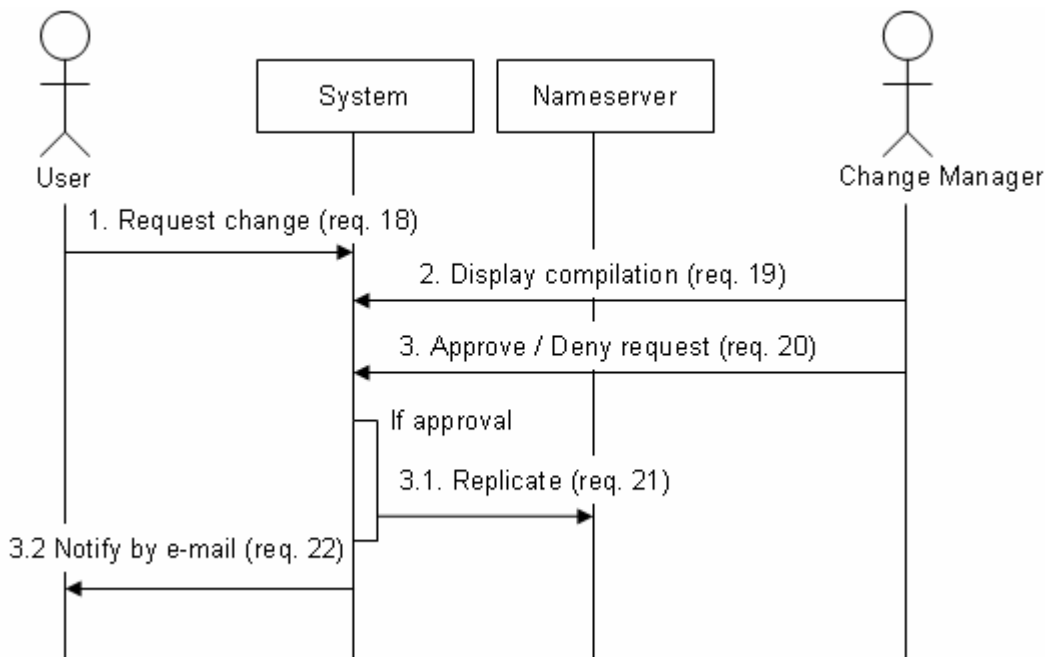 System
Nameserver
User
Change Manager
1. Request change (req. 18)
2. Display compilation (req. 19)
3. Approve / Deny request (req. 20)
If approval
3.1. Replicate (req. 21)
3.2 Notify by e-mail (req. 22)